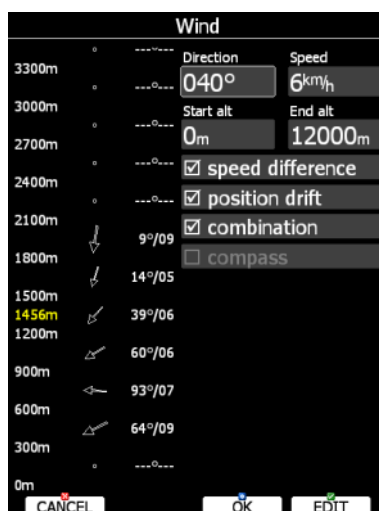 Wind
Direction Speed
040° 6km/h
Start alt End alt
0m 12000m
☑ speed difference
☑ position drift
☑ combination
☐ compass
---°---
3300m
---°---
3000m
---°---
2700m
---°---
2400m
---°---
2100m
9°/09
1800m
14°/05
1500m
1456m 39°/06
1200m
60°/06
900m
93°/07
600m
64°/09
300m
---°---
0m
CANCEL OK EDIT